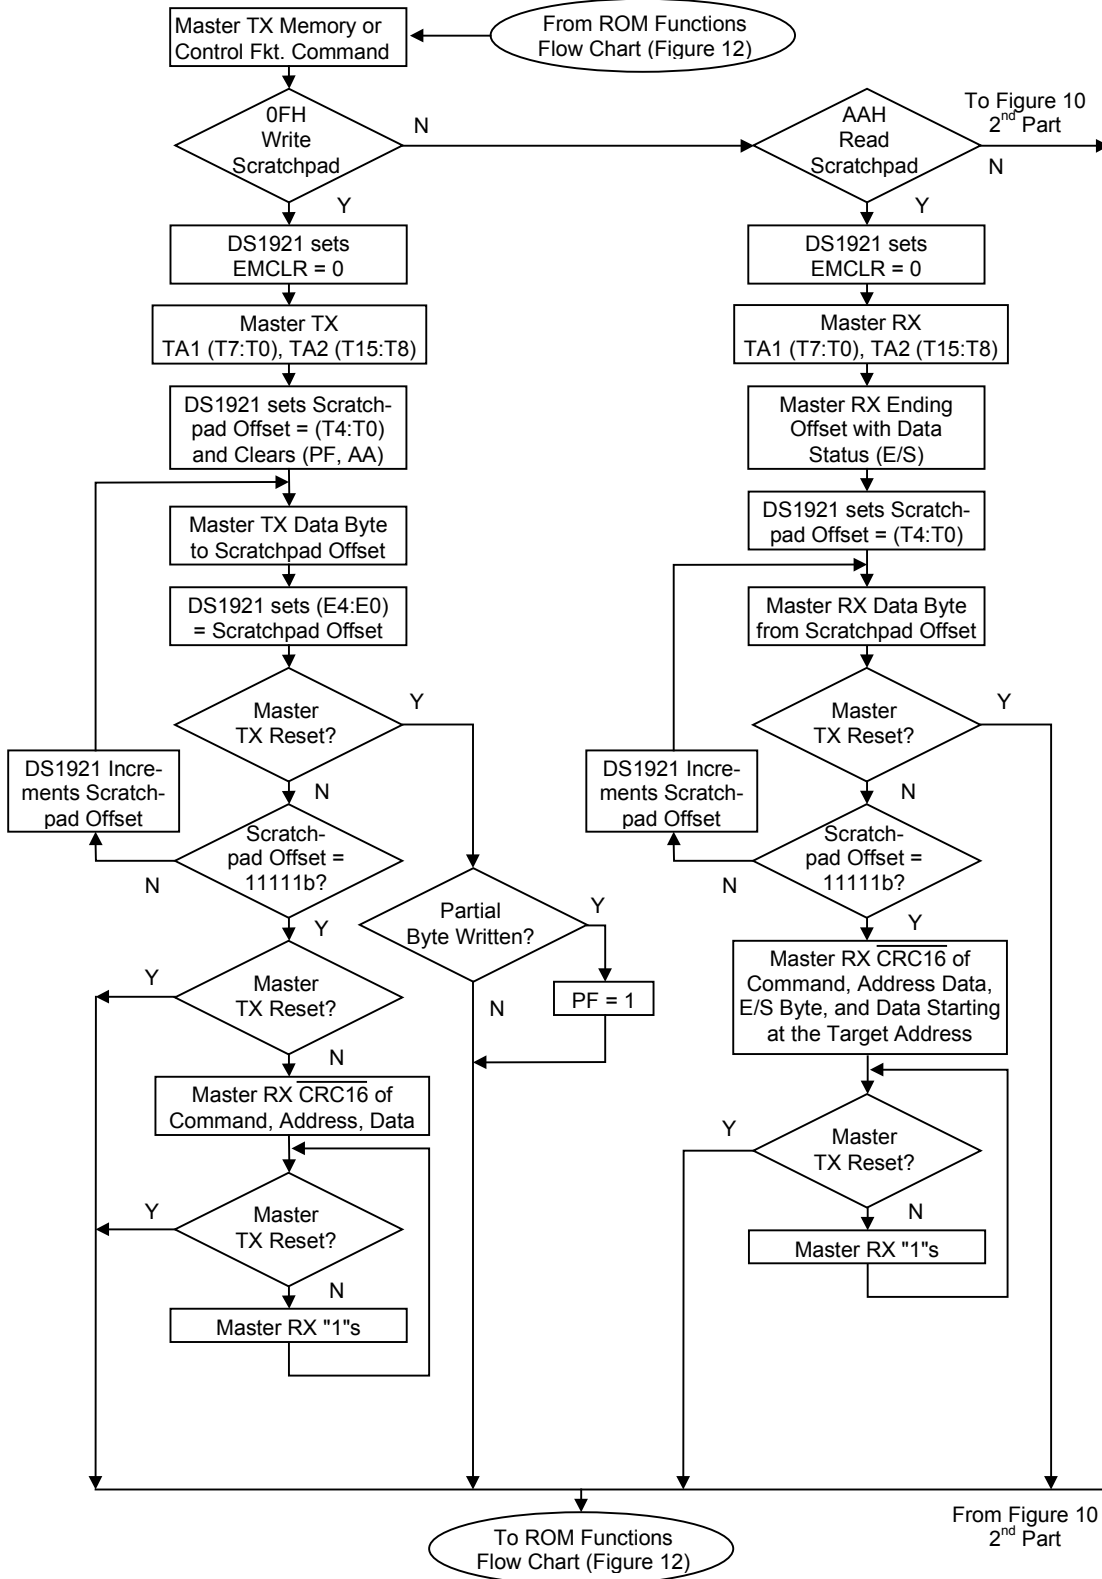 Master TX Memory or
Control Fkt. Command
From ROM Functions
Flow Chart (Figure 12)
0FH
Write
Scratchpad
N
Y
AAH
Read
Scratchpad
To Figure 10
2nd Part
N
Y
DS1921 sets
EMCLR = 0
Master TX
TA1 (T7:T0), TA2 (T15:T8)
DS1921 sets Scratch-
pad Offset = (T4:T0)
and Clears (PF, AA)
Master TX Data Byte
to Scratchpad Offset
DS1921 sets (E4:E0)
= Scratchpad Offset
Master
TX Reset?
Y
N
DS1921 Incre-
ments Scratch-
pad Offset
Scratch-
pad Offset =
11111b?
N
Y
Partial
Byte Written?
Y
N
PF = 1
Master
TX Reset?
Y
N
Master RX CRC16 of
Command, Address, Data
Master
TX Reset?
Y
N
Master RX "1"s
DS1921 sets
EMCLR = 0
Master RX
TA1 (T7:T0), TA2 (T15:T8)
Master RX Ending
Offset with Data
Status (E/S)
DS1921 sets Scratch-
pad Offset = (T4:T0)
Master RX Data Byte
from Scratchpad Offset
Master
TX Reset?
Y
N
DS1921 Incre-
ments Scratch-
pad Offset
Scratch-
pad Offset =
11111b?
N
Y
Master RX CRC16 of
Command, Address Data,
E/S Byte, and Data Starting
at the Target Address
Master
TX Reset?
Y
N
Master RX "1"s
To ROM Functions
Flow Chart (Figure 12)
From Figure 10
2nd Part